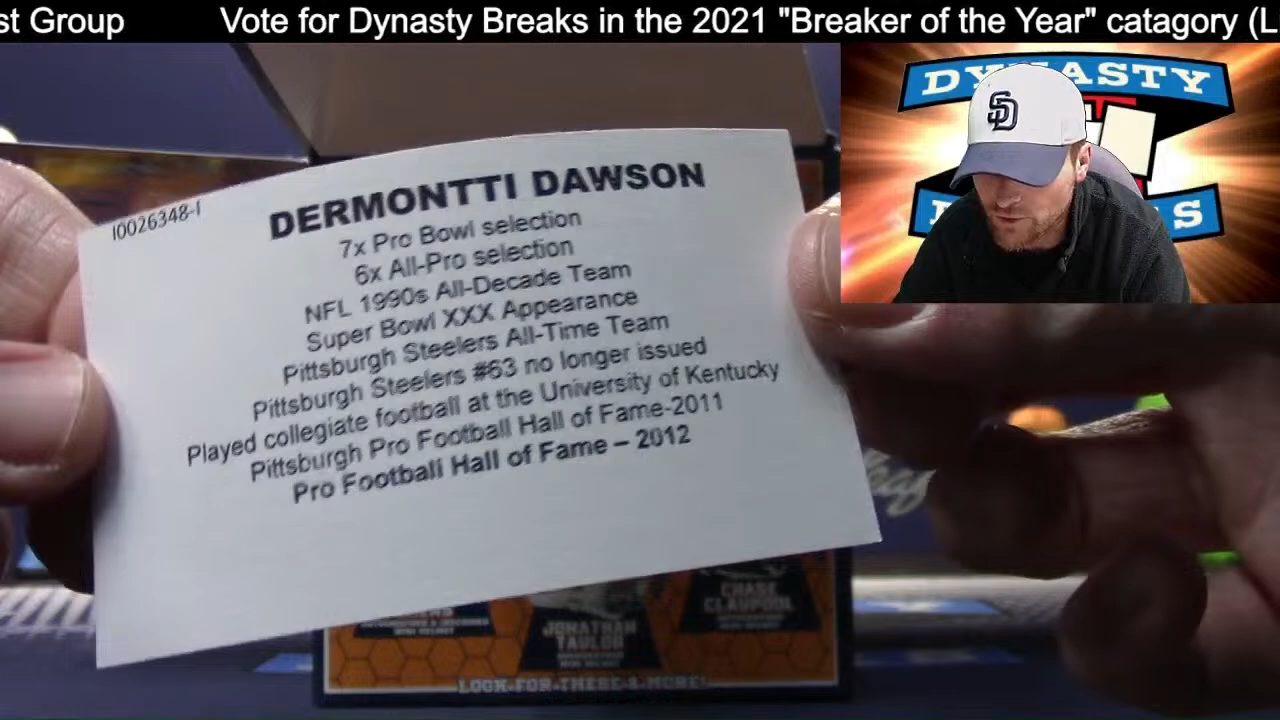 st Group Vote for Dynasty Breaks in the 2021 "Breaker of the Year" catagory (L
DYNASTY
S
SD
10026348-1
DERMONTTI DAWSON
7x Pro Bowl selection
6x All-Pro selection
NFL 1990s All-Decade Team
Super Bowl XXX Appearance
Pittsburgh Steelers All-Time Team
Pittsburgh Steelers #63 no longer issued
Played collegiate football at the University of Kentucky
Pittsburgh Pro Football Hall of Fame-2011
Pro Football Hall of Fame – 2012
JONATHAN
TAYLOR
CHASE
CLAYPOOL
LOOK FOR THESE & MORE!